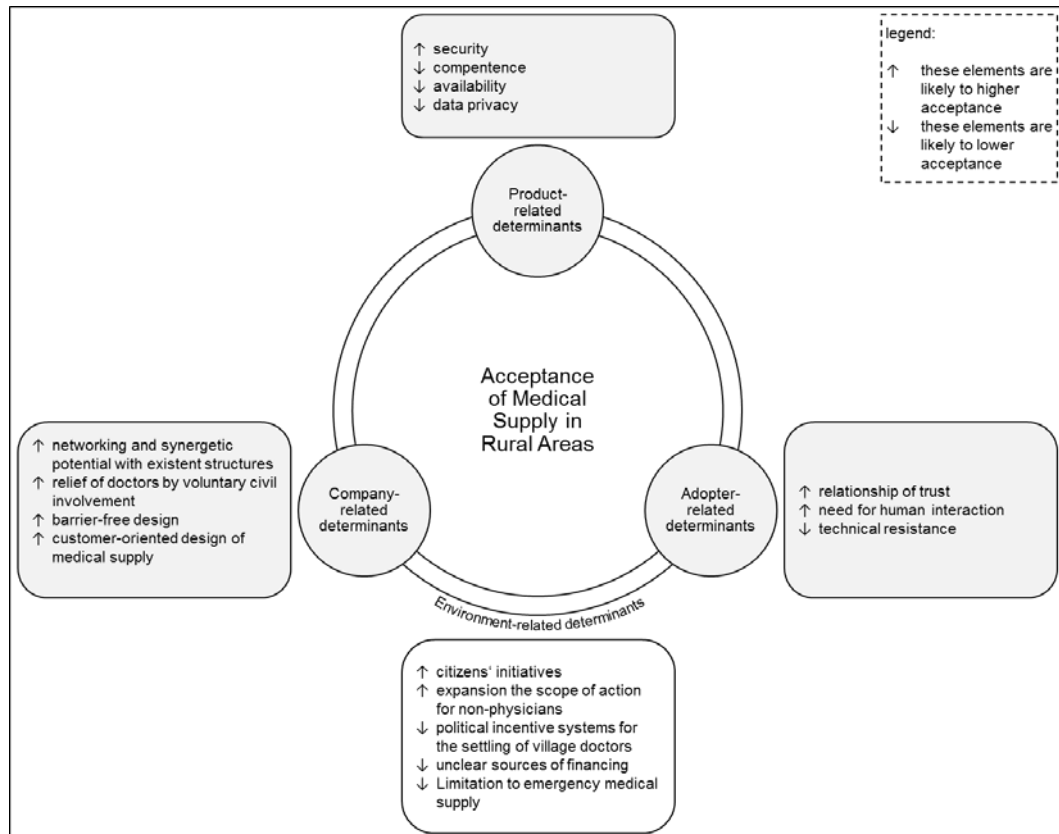 ↑ security
↓ compentence
↓ availability
↓ data privacy
legend:
↑ these elements are
likely to higher
acceptance
↓ these elements are
likely to lower
acceptance
Product-
related
determinants
Acceptance
of Medical
Supply in
Rural Areas
↑ networking and synergetic
potential with existent structures
↑ relief of doctors by voluntary civil
involvement
↑ barrier-free design
↑ customer-oriented design of
medical supply
Company-
related
determinants
Adopter-
related
determinants
↑ relationship of trust
↑ need for human interaction
↓ technical resistance
Environment-related determinants
↑ citizens‘ initiatives
↑ expansion the scope of action
for non-physicians
↓ political incentive systems for
the settling of village doctors
↓ unclear sources of financing
↓ Limitation to emergency medical
supply